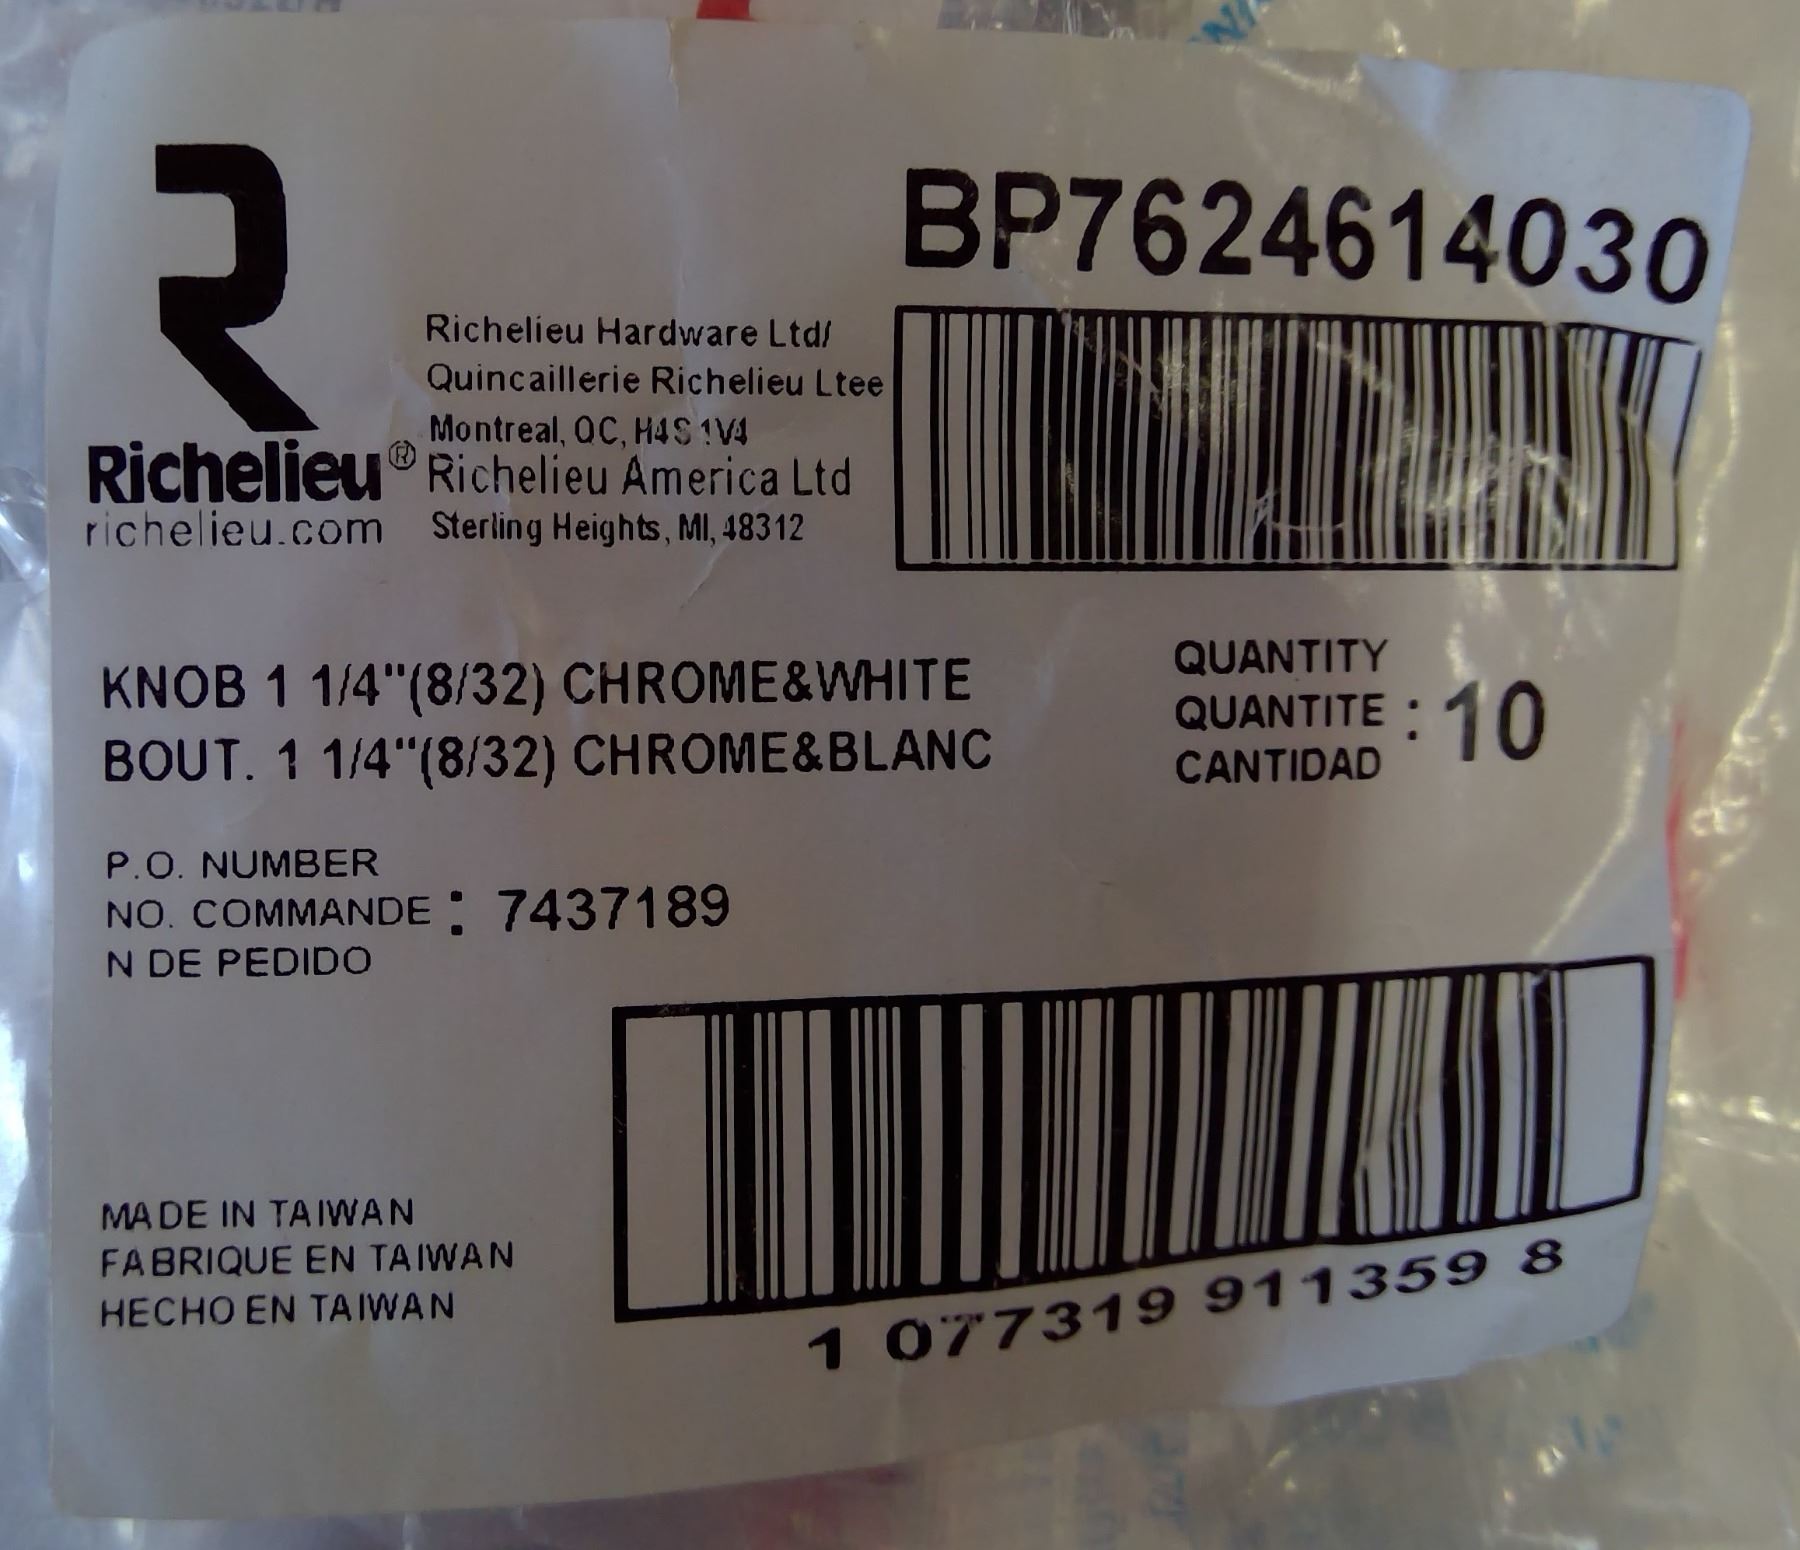 BP7624614030
Richelieu®
richelieu.com
Richelieu Hardware Ltd/
Quincaillerie Richelieu Ltee
Montreal, QC, H4S 1V4
Richelieu America Ltd
Sterling Heights, MI, 48312
KNOB 1 1/4"(8/32) CHROME&WHITE
BOUT. 1 1/4"(8/32) CHROME&BLANC
QUANTITY
QUANTITE : 10
CANTIDAD
P.O. NUMBER
NO. COMMANDE : 7437189
N DE PEDIDO
MADE IN TAIWAN
FABRIQUE EN TAIWAN
HECHO EN TAIWAN
1 077319 911359 8